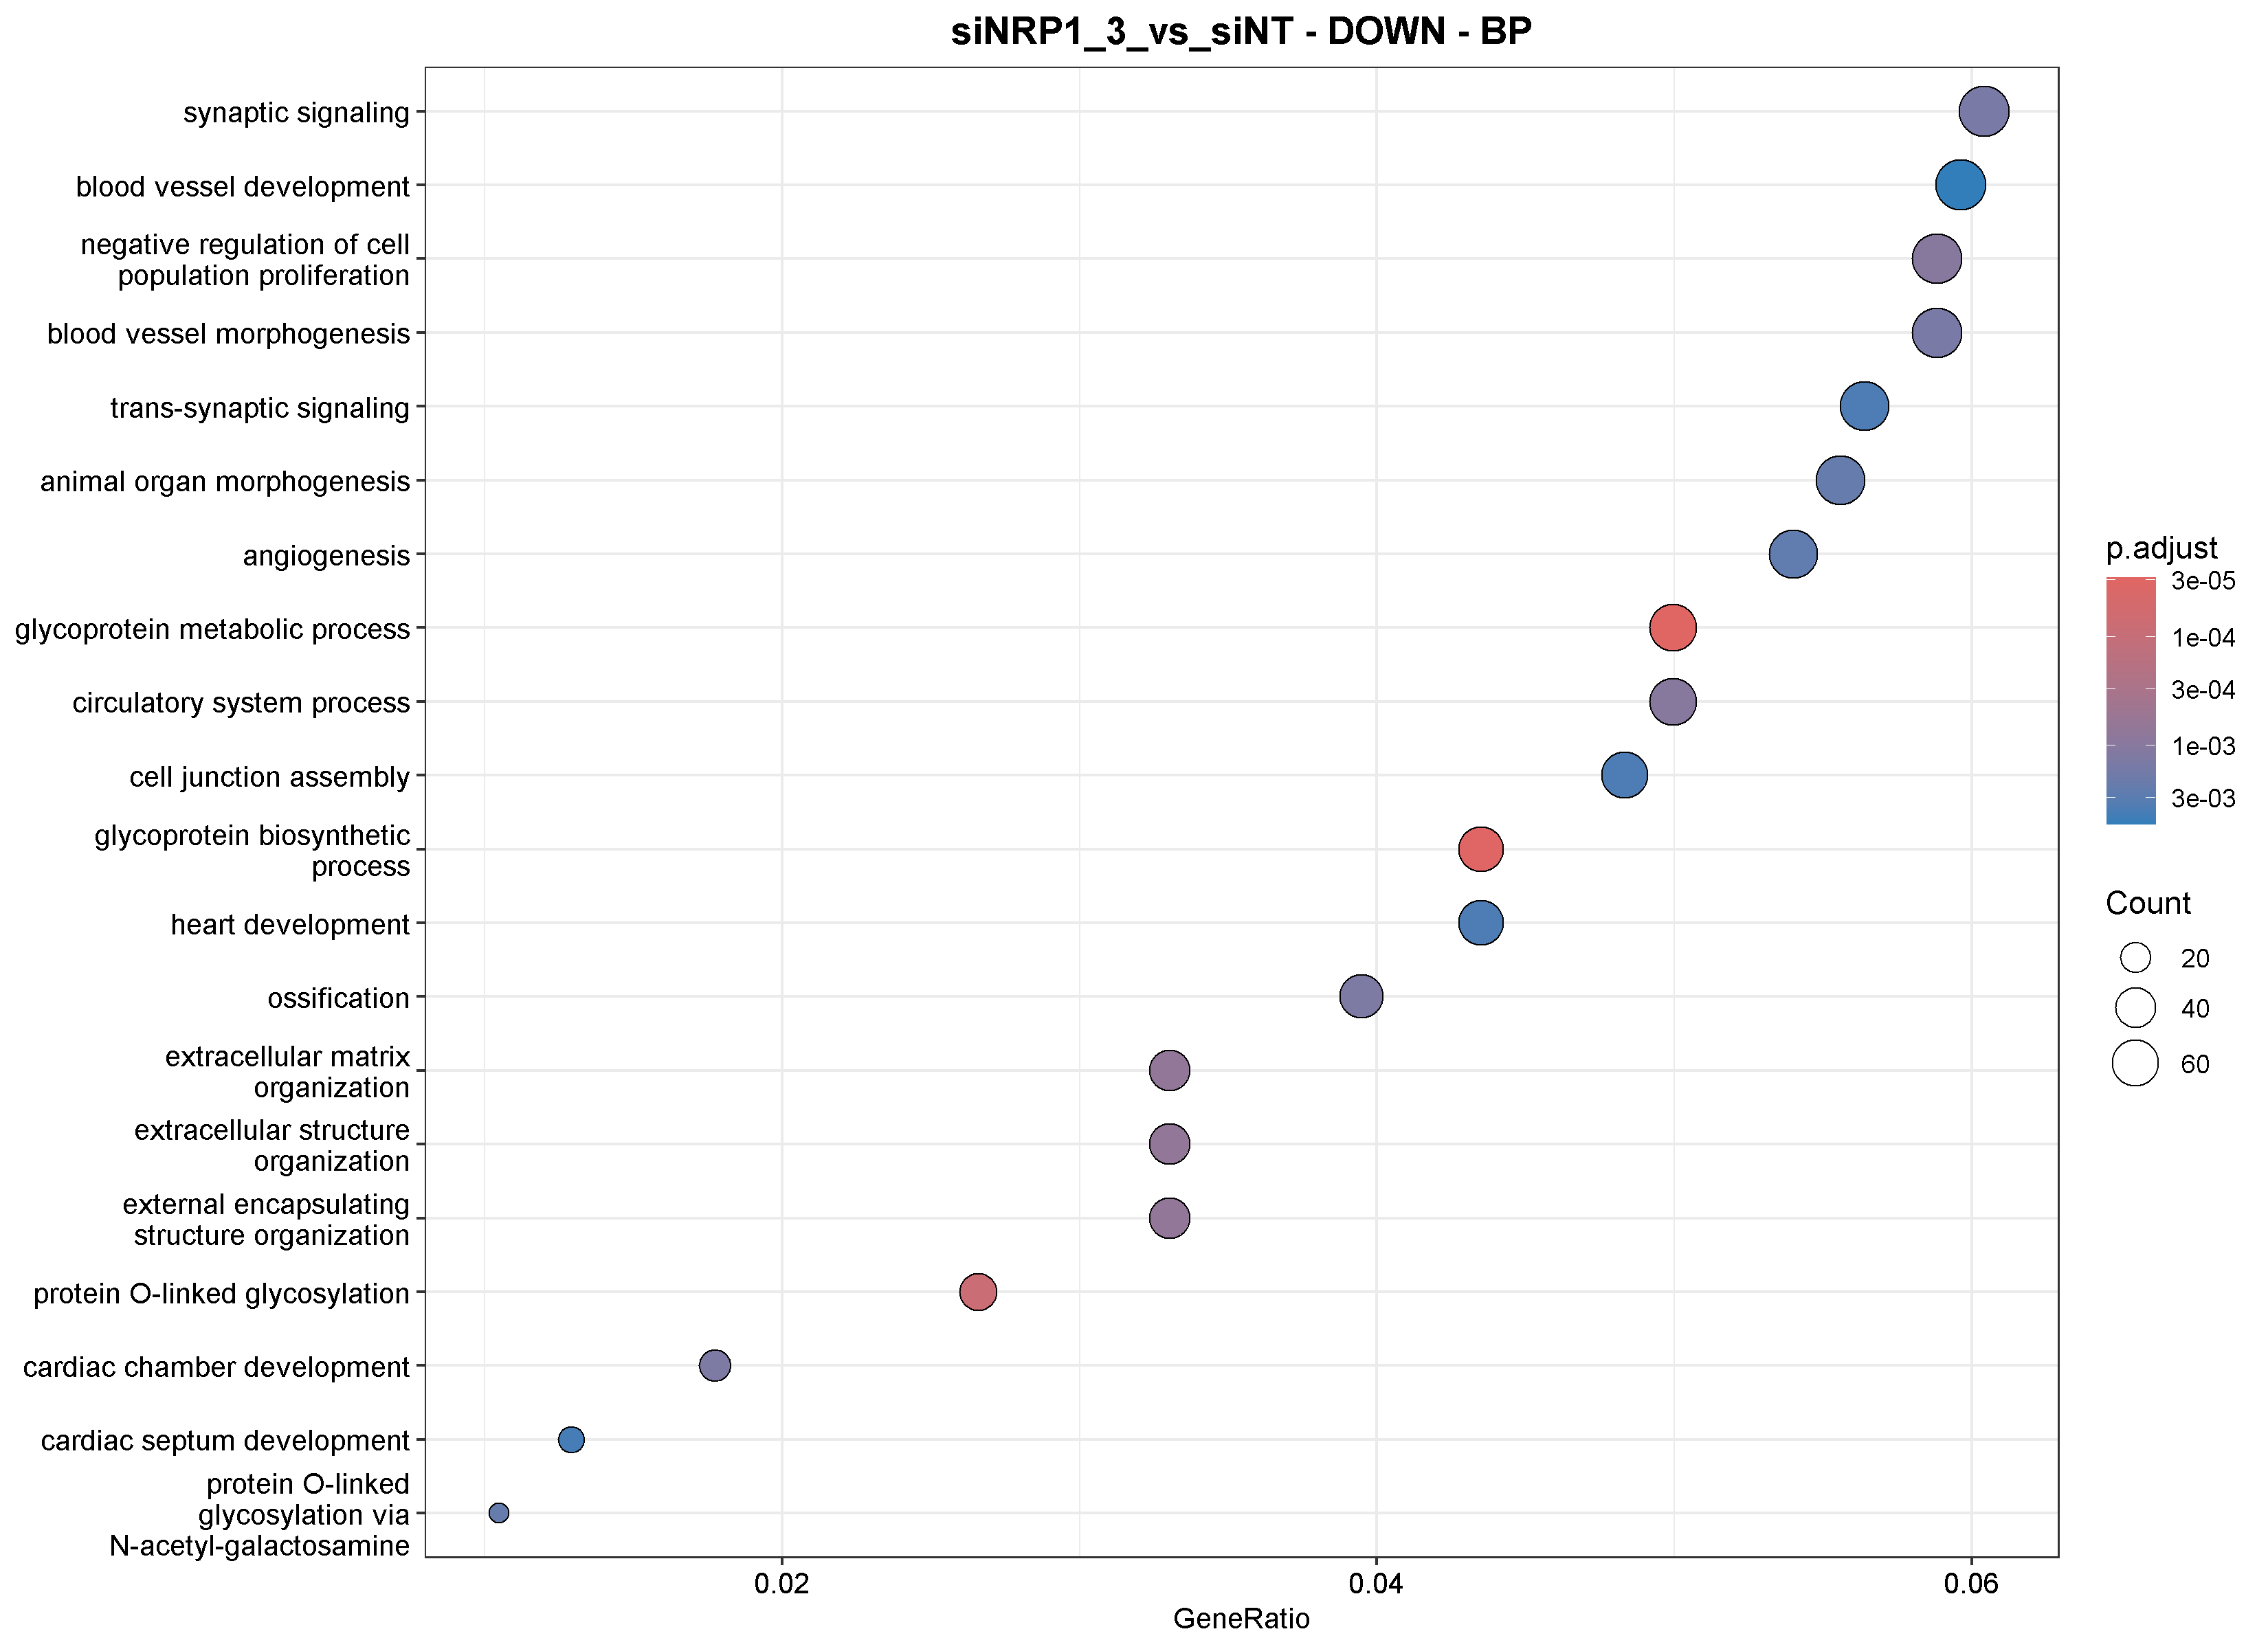 siNRP1_3_vs_siNT - DOWN - BP
synaptic signaling
blood vessel development
negative regulation of cell
population proliferation
blood vessel morphogenesis
trans-synaptic signaling
animal organ morphogenesis
angiogenesis
glycoprotein metabolic process
circulatory system process
cell junction assembly
glycoprotein biosynthetic
process
heart development
ossification
extracellular matrix
organization
extracellular structure
organization
external encapsulating
structure organization
protein O-linked glycosylation
cardiac chamber development
cardiac septum development
protein O-linked
glycosylation via
N-acetyl-galactosamine
0.02
0.04
0.06
GeneRatio
p.adjust
3e-05
1e-04
3e-04
1e-03
3e-03
Count
20
40
60